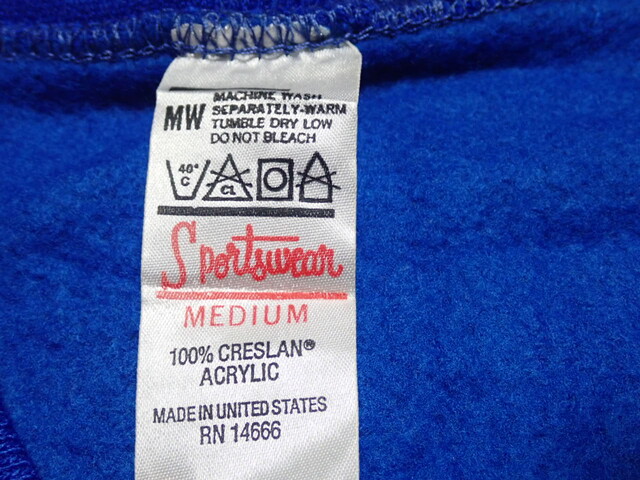 MACHINE WASH
MW SEPARATELY-WARM
TUMBLE DRY LOW
DO NOT BLEACH
40°
C
CL
Sportswear
MEDIUM
100% CRESLAN®
ACRYLIC
MADE IN UNITED STATES
RN 14666